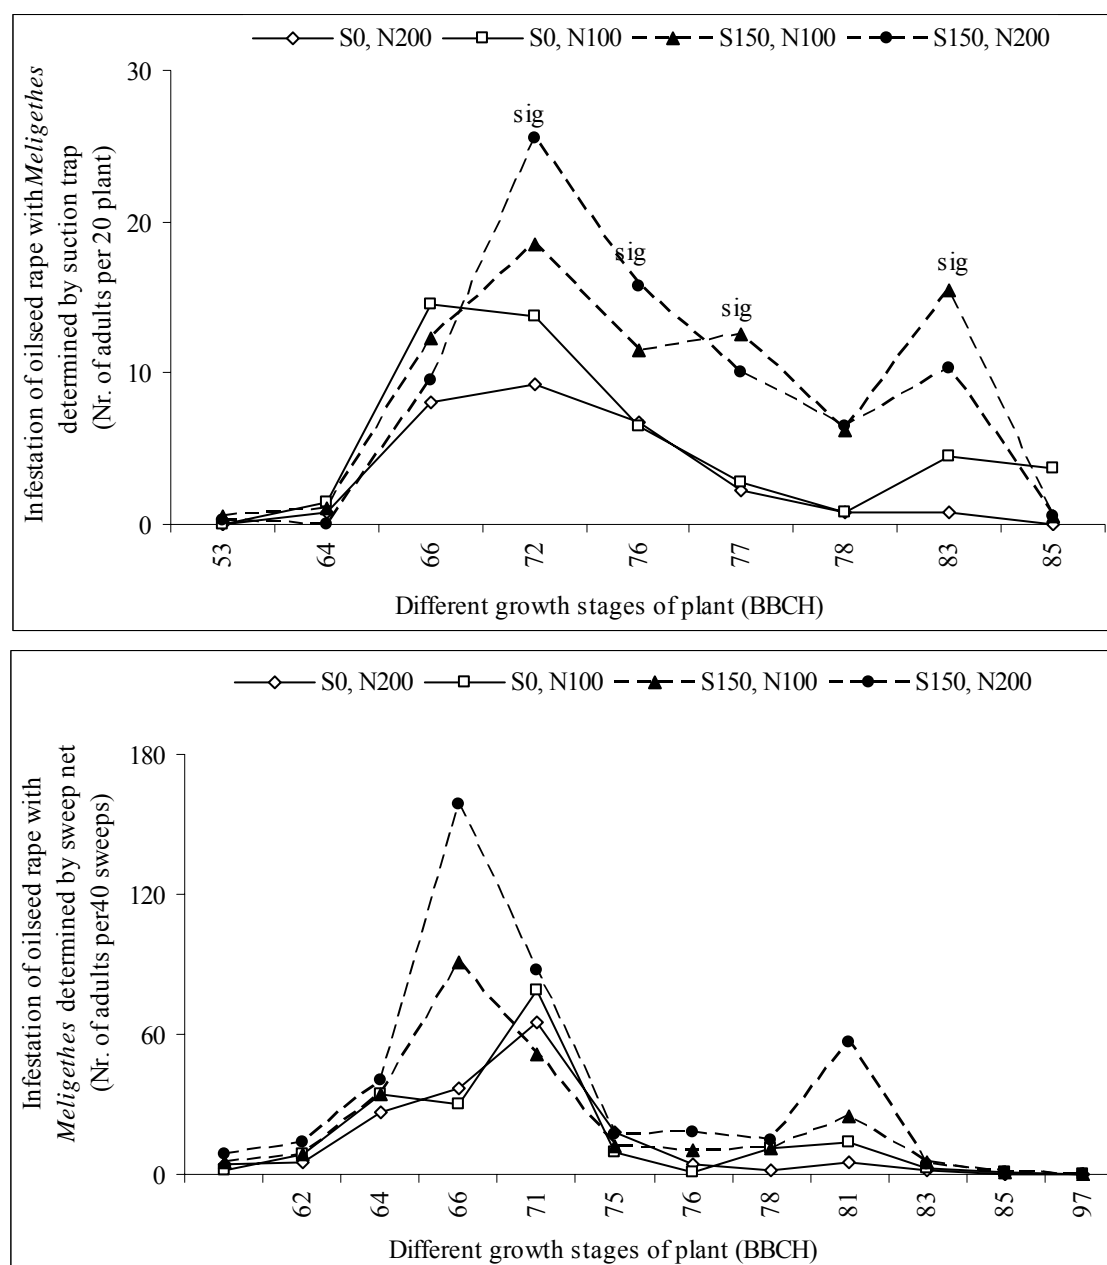 S0, N200 S0, N100 S150, N100 S150, N200
Infestation of oilseed rape with Meligethes
determined by suction trap
(Nr. of adults per 20 plant)
30
20
10
0
sig
sig
sig
sig
53 64 66 72 76 77 78 83 85
Different growth stages of plant (BBCH)
S0, N200 S0, N100 S150, N100 S150, N200
Infestation of oilseed rape with
Meligethes determined by sweep net
(Nr. of adults per40 sweeps)
180
120
60
0
62 64 66 71 75 76 78 81 83 85 97
Different growth stages of plant (BBCH)